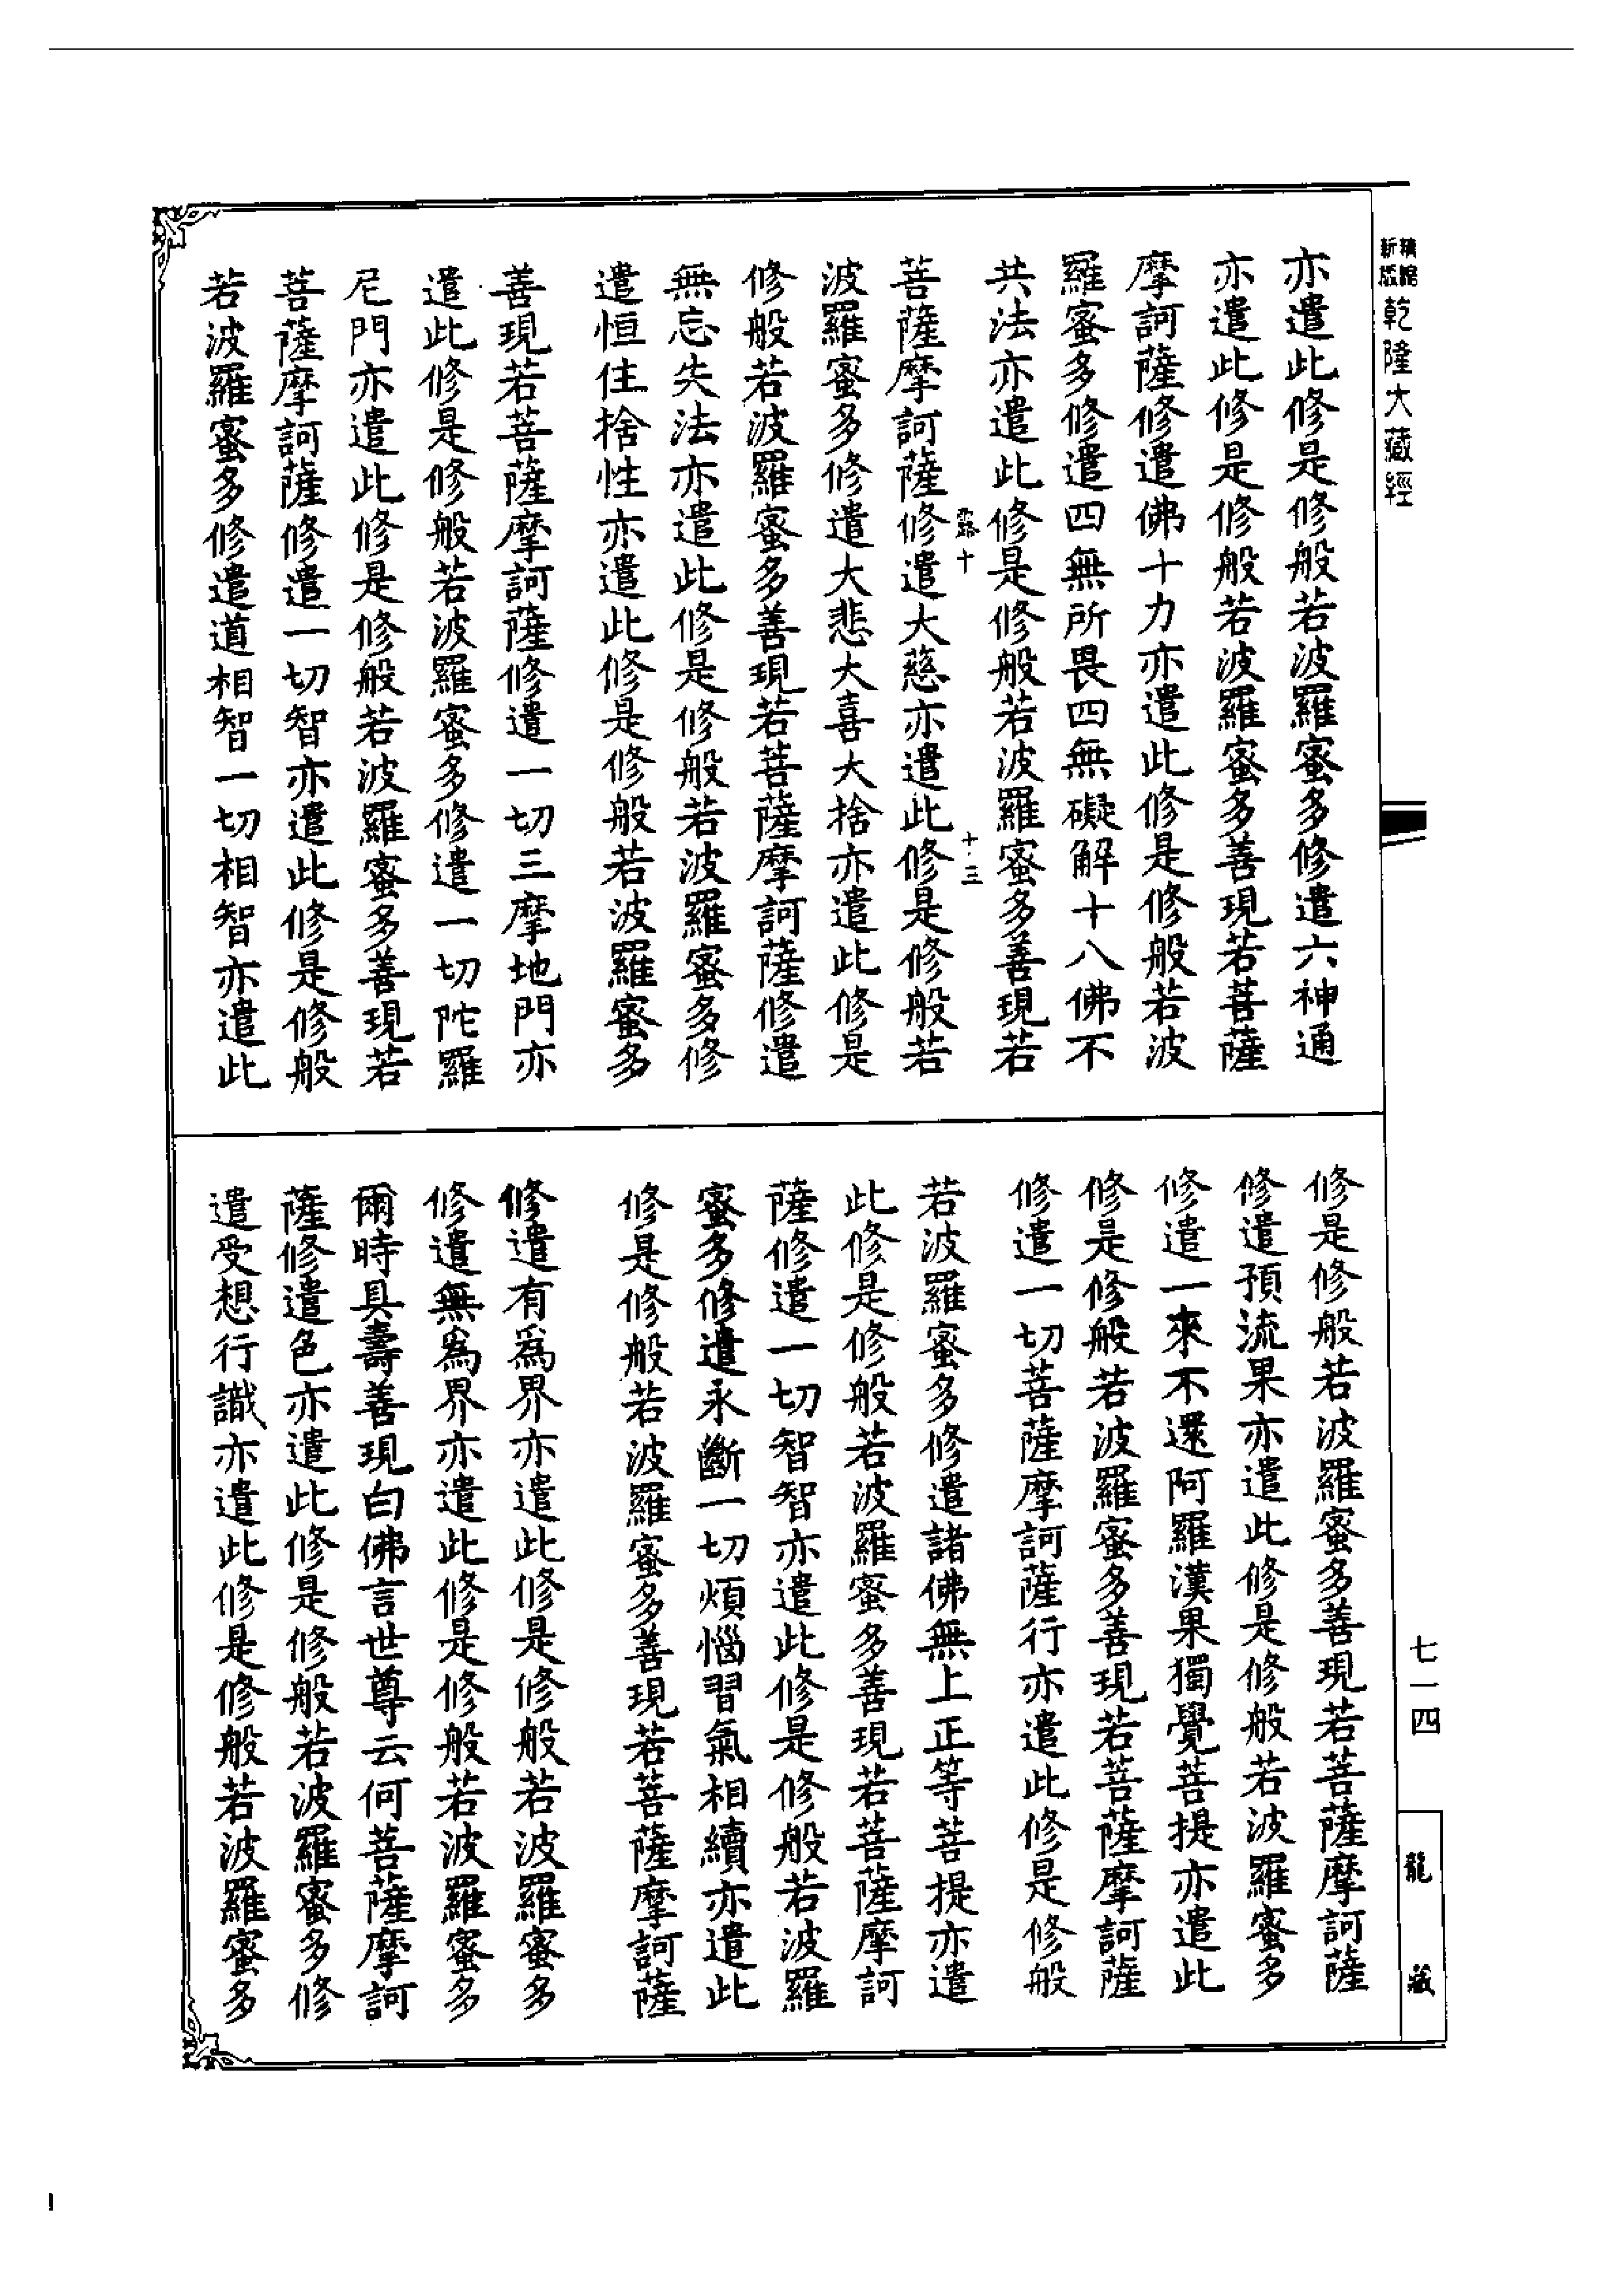 精縮
新版
乾隆大藏經
亦遣此修是修般若波羅蜜多修遣六神通
亦遣此修是修般若波羅蜜多善現若菩薩
摩訶薩修遣佛十力亦遣此修是修般若波
羅蜜多修遣四無所畏四無礙解十八佛不
共法亦遣此修是修般若波羅蜜多善現若
十 十三
菩薩摩訶薩修遣大慈亦遣此修是修般若
波羅蜜多修遣大悲大喜大捨亦遣此修是
修般若波羅蜜多善現若菩薩摩訶薩修遣
無忘失法亦遣此修是修般若波羅蜜多修
遣恒住捨性亦遣此修是修般若波羅蜜多
善現若菩薩摩訶薩修遣一切三摩地門亦
遣此修是修般若波羅蜜多修遣一切陀羅
尼門亦遣此修是修般若波羅蜜多善現若
菩薩摩訶薩修遣一切智亦遣此修是修般
若波羅蜜多修遣道相智一切相智亦遣此
修是修般若波羅蜜多善現若菩薩摩訶薩
修遣預流果亦遣此修是修般若波羅蜜多
修遣一來不還阿羅漢果獨覺菩提亦遣此
修是修般若波羅蜜多善現若菩薩摩訶薩
修遣一切菩薩摩訶薩行亦遣此修是修般
若波羅蜜多修遣諸佛無上正等菩提亦遣
此修是修般若波羅蜜多善現若菩薩摩訶
薩修遣一切智智亦遣此修是修般若波羅
蜜多修遣永斷一切煩惱習氣相續亦遣此
修是修般若波羅蜜多善現若菩薩摩訶薩
修遣有為界亦遣此修是修般若波羅蜜多
修遣無為界亦遣此修是修般若波羅蜜多
爾時具壽善現白佛言世尊云何菩薩摩訶
薩修遣色亦遣此修是修般若波羅蜜多修
遣受想行識亦遣此修是修般若波羅蜜多
七一四
龍藏